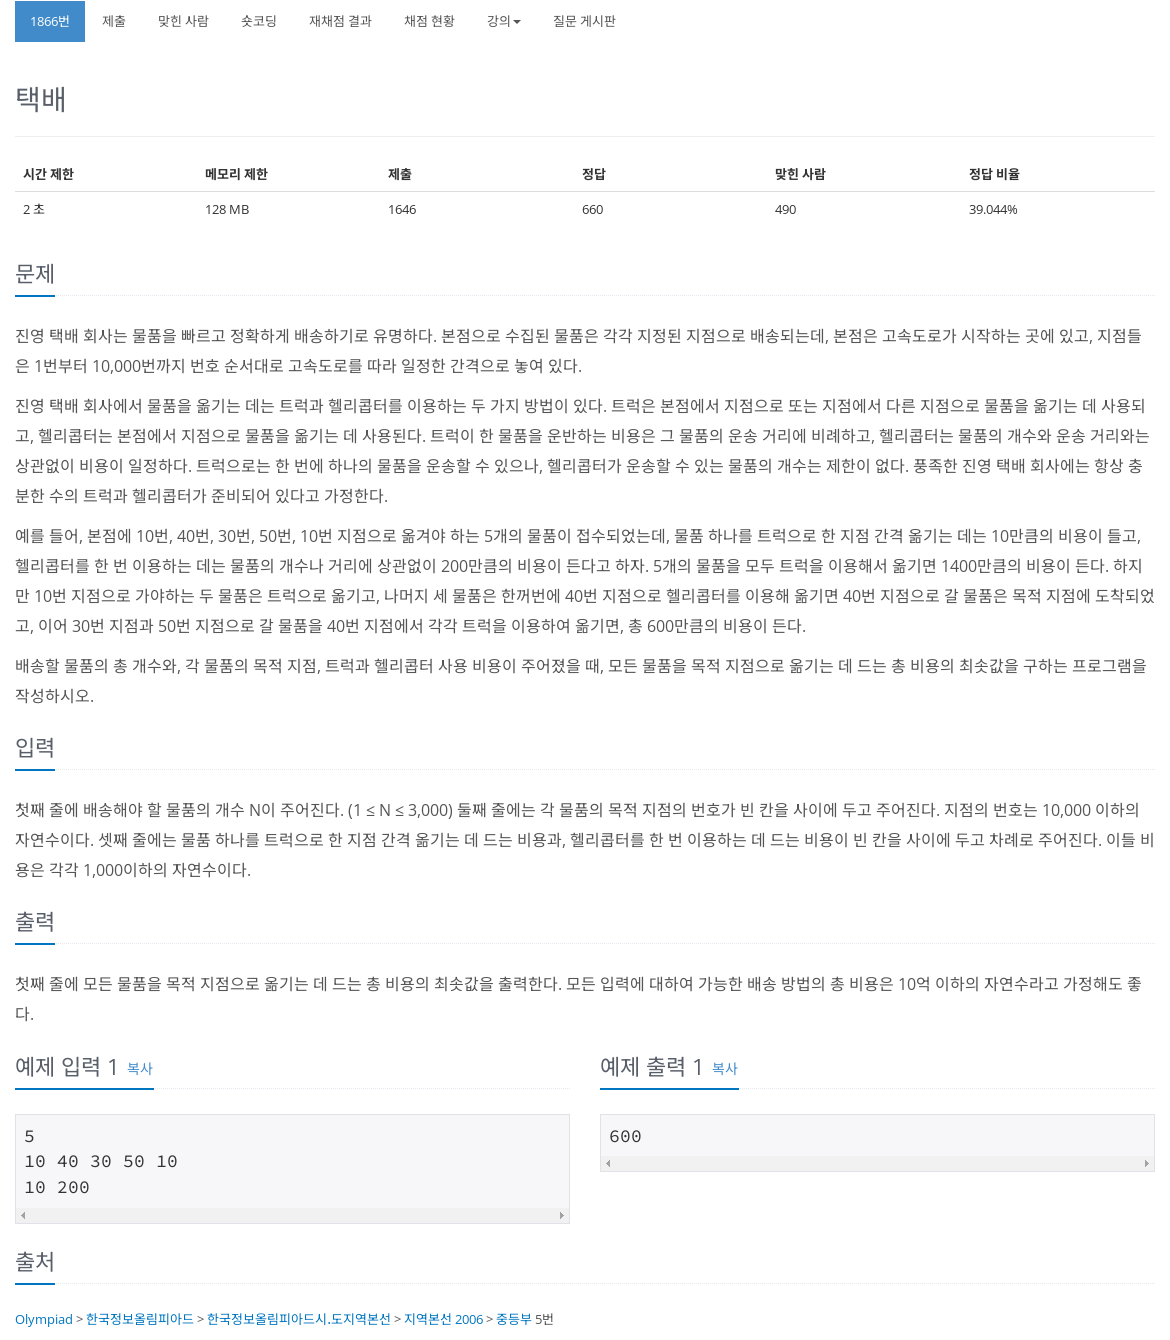 1866번 제출 맞힌 사람 숏코딩 재채점 결과 채점 현황 강의 질문 게시판
택배
시간 제한 메모리 제한 제출 정답 맞힌 사람 정답 비율
2 초 128 MB 1646 660 490 39.044%
문제
진영 택배 회사는 물품을 빠르고 정확하게 배송하기로 유명하다. 본점으로 수집된 물품은 각각 지정된 지점으로 배송되는데, 본점은 고속도로가 시작하는 곳에 있고, 지점들
은 1번부터 10,000번까지 번호 순서대로 고속도로를 따라 일정한 간격으로 놓여 있다.
진영 택배 회사에서 물품을 옮기는 데는 트럭과 헬리콥터를 이용하는 두 가지 방법이 있다. 트럭은 본점에서 지점으로 또는 지점에서 다른 지점으로 물품을 옮기는 데 사용되
고, 헬리콥터는 본점에서 지점으로 물품을 옮기는 데 사용된다. 트럭이 한 물품을 운반하는 비용은 그 물품의 운송 거리에 비례하고, 헬리콥터는 물품의 개수와 운송 거리와는
상관없이 비용이 일정하다. 트럭으로는 한 번에 하나의 물품을 운송할 수 있으나, 헬리콥터가 운송할 수 있는 물품의 개수는 제한이 없다. 풍족한 진영 택배 회사에는 항상 충
분한 수의 트럭과 헬리콥터가 준비되어 있다고 가정한다.
예를 들어, 본점에 10번, 40번, 30번, 50번, 10번 지점으로 옮겨야 하는 5개의 물품이 접수되었는데, 물품 하나를 트럭으로 한 지점 간격 옮기는 데는 10만큼의 비용이 들고,
헬리콥터를 한 번 이용하는 데는 물품의 개수나 거리에 상관없이 200만큼의 비용이 든다고 하자. 5개의 물품을 모두 트럭을 이용해서 옮기면 1400만큼의 비용이 든다. 하지
만 10번 지점으로 가야하는 두 물품은 트럭으로 옮기고, 나머지 세 물품은 한꺼번에 40번 지점으로 헬리콥터를 이용해 옮기면 40번 지점으로 갈 물품은 목적 지점에 도착되었
고, 이어 30번 지점과 50번 지점으로 갈 물품을 40번 지점에서 각각 트럭을 이용하여 옮기면, 총 600만큼의 비용이 든다.
배송할 물품의 총 개수와, 각 물품의 목적 지점, 트럭과 헬리콥터 사용 비용이 주어졌을 때, 모든 물품을 목적 지점으로 옮기는 데 드는 총 비용의 최솟값을 구하는 프로그램을
작성하시오.
입력
첫째 줄에 배송해야 할 물품의 개수 N이 주어진다. (1 ≤ N ≤ 3,000) 둘째 줄에는 각 물품의 목적 지점의 번호가 빈 칸을 사이에 두고 주어진다. 지점의 번호는 10,000 이하의
자연수이다. 셋째 줄에는 물품 하나를 트럭으로 한 지점 간격 옮기는 데 드는 비용과, 헬리콥터를 한 번 이용하는 데 드는 비용이 빈 칸을 사이에 두고 차례로 주어진다. 이들 비
용은 각각 1,000이하의 자연수이다.
출력
첫째 줄에 모든 물품을 목적 지점으로 옮기는 데 드는 총 비용의 최솟값을 출력한다. 모든 입력에 대하여 가능한 배송 방법의 총 비용은 10억 이하의 자연수라고 가정해도 좋
다.
예제 입력 1 복사
5
10 40 30 50 10
10 200
예제 출력 1 복사
600
출처
Olympiad > 한국정보올림피아드 > 한국정보올림피아드시.도지역본선 > 지역본선 2006 > 중등부 5번